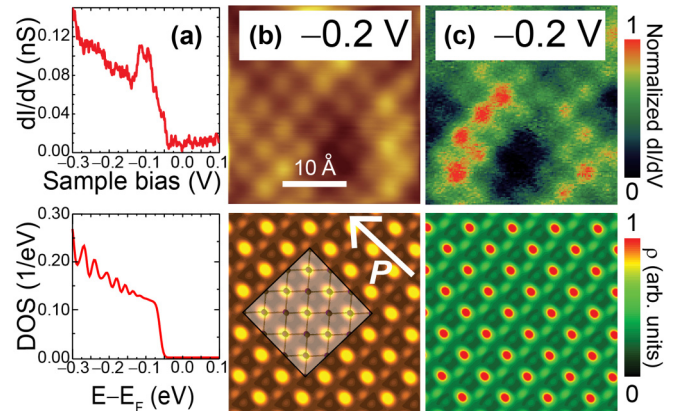 (a)
dI/dV (nS)
0.12
0.08
0.04
0.00
−0.3 −0.2 −0.1 0.0 0.1
Sample bias (V)
(b) −0.2 V
10 Å
(c) −0.2 V
1
0
Normalized dI/dV
DOS (1/eV)
0.30
0.20
0.10
0.00
−0.3 −0.2 −0.1 0.0 0.1
E−E_F (eV)
P
1
0
ρ (arb. units)